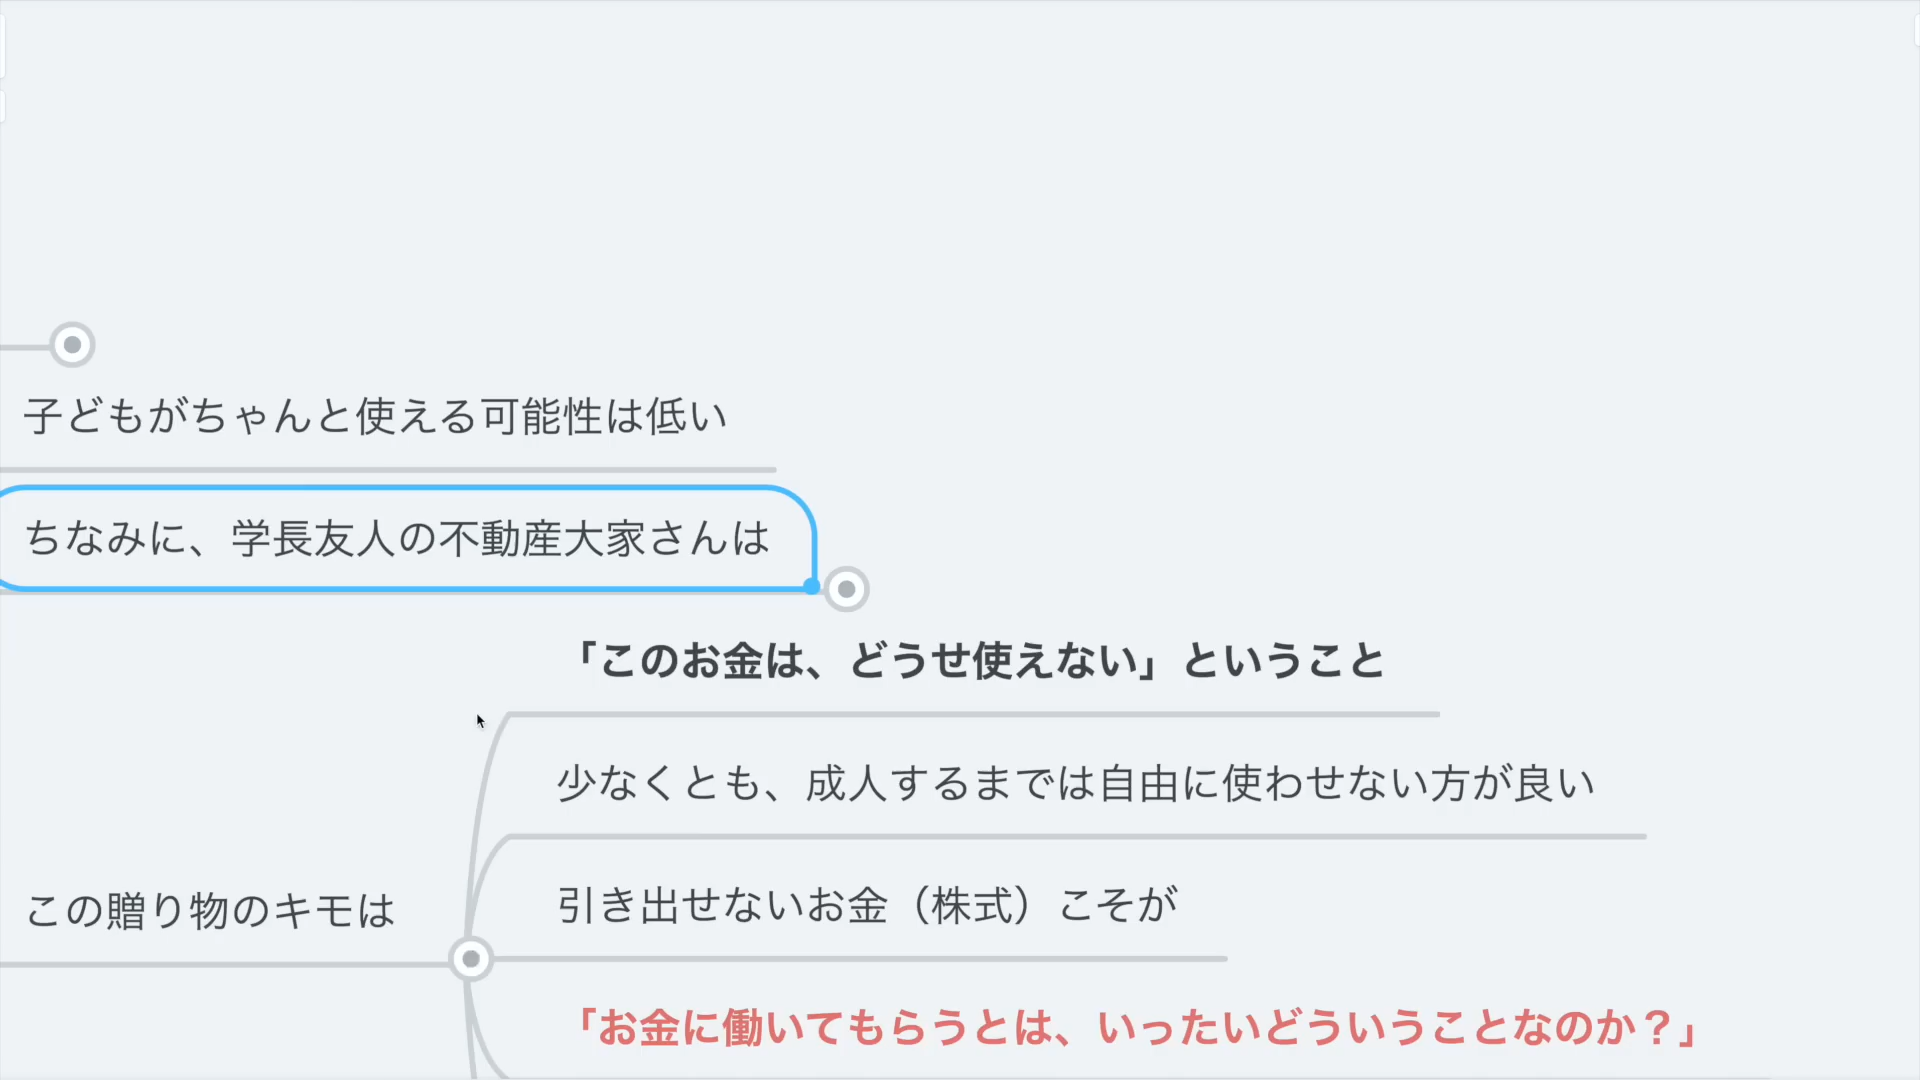 子どもがちゃんと使える可能性は低い
ちなみに、学長友人の不動産大家さんは
「このお金は、どうせ使えない」ということ
少なくとも、成人するまでは自由に使わせない方が良い
この贈り物のキモは
引き出せないお金（株式）こそが
「お金に働いてもらうとは、いったいどういうことなのか？」